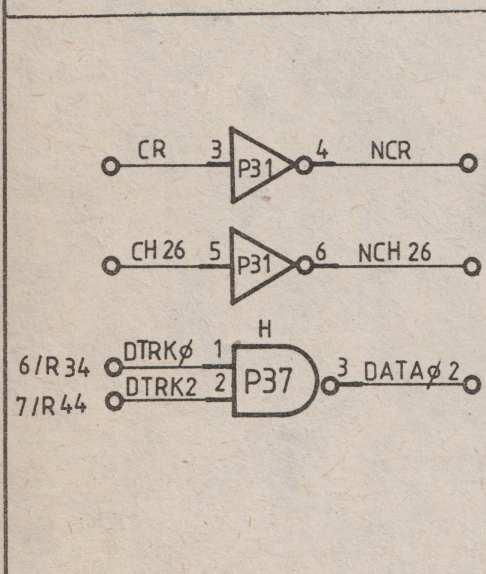 CR 3 P31 4 NCR
CH 26 5 P31 6 NCH 26
H
6/R34 DTRKØ 1
7/R44 DTRK2 2 P37 3 DATAØ2